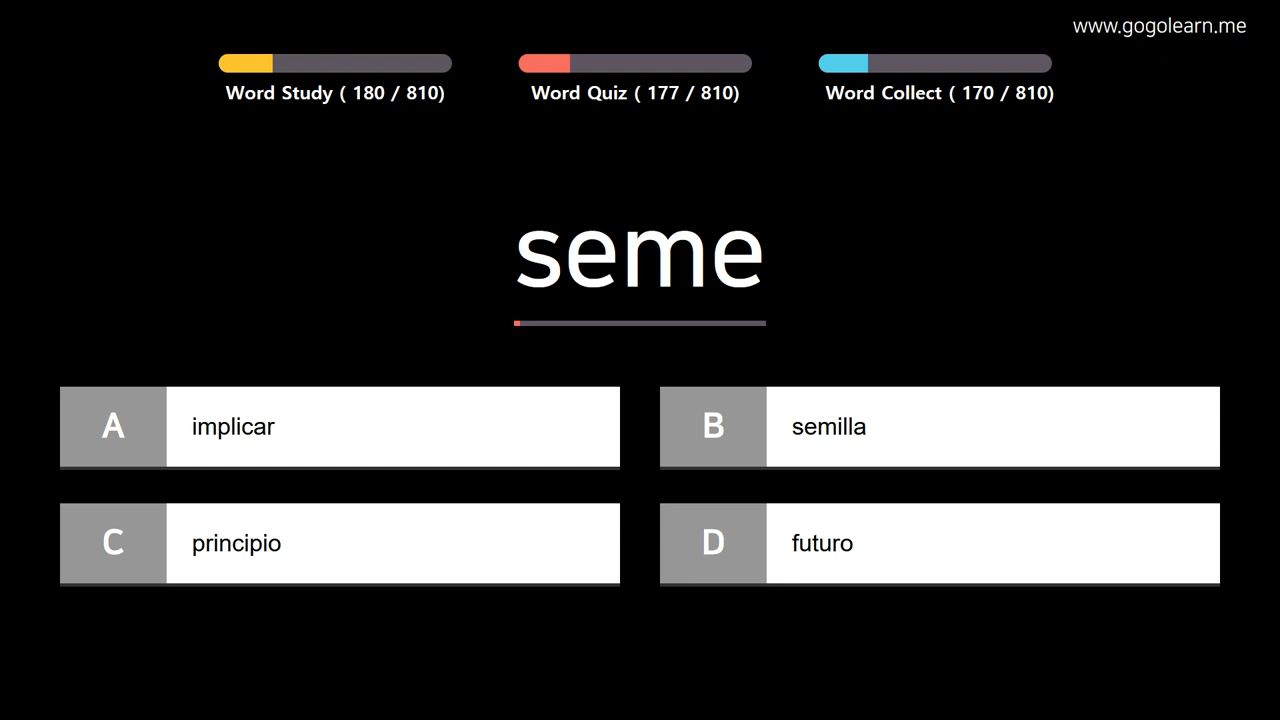 www.gogolearn.me
Word Study ( 180 / 810)
Word Quiz ( 177 / 810)
Word Collect ( 170 / 810)
seme
A implicar
B semilla
C principio
D futuro